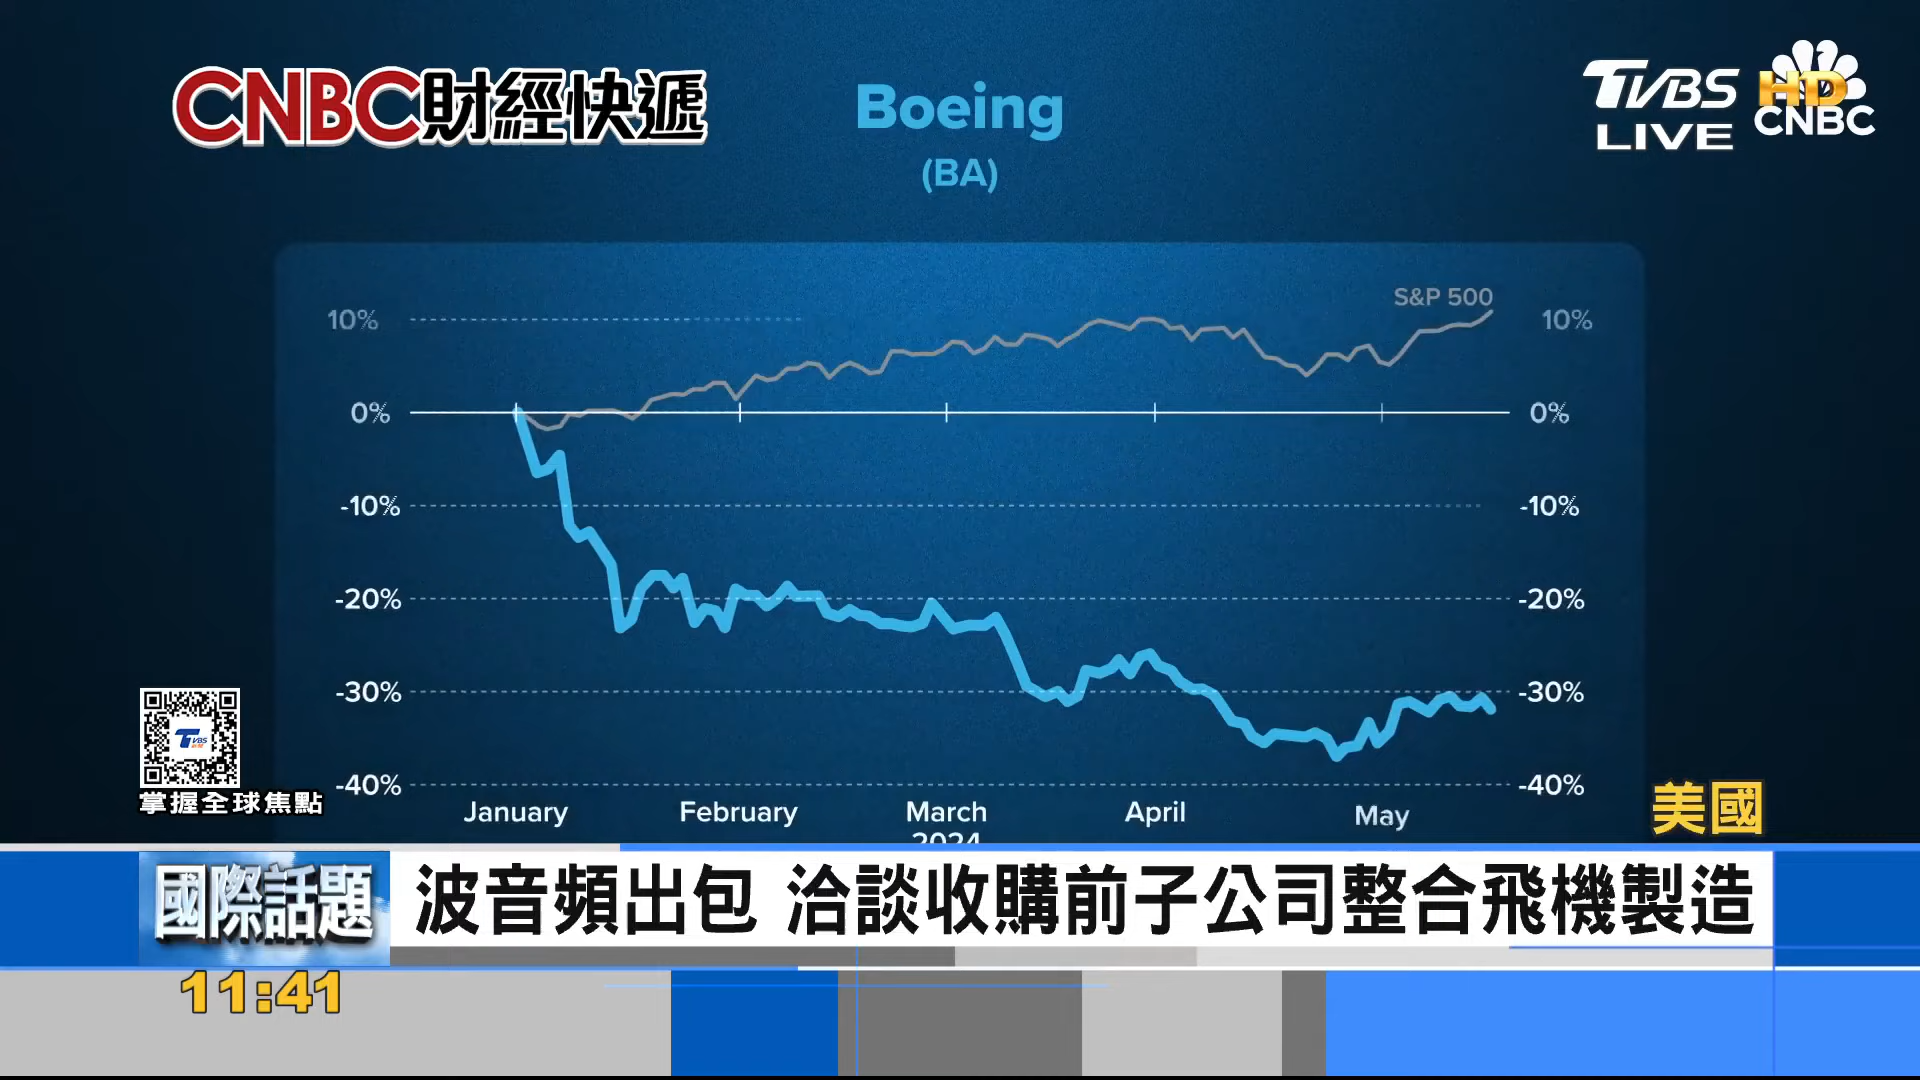 CNBC財經快遞
Boeing
(BA)
TVBS
LIVE
HD
CNBC
S&P 500
10%
10%
0%
0%
-10%
-10%
-20%
-20%
-30%
-30%
-40%
-40%
January
February
March
April
May
2024
TVBS
掌握全球焦點
美國
國際話題
波音頻出包 洽談收購前子公司整合飛機製造
11:41